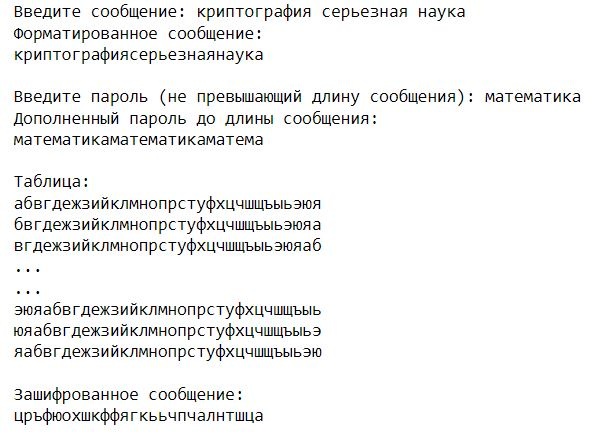 Введите сообщение: криптография серьезная наука
Форматированное сообщение:
криптографиясерьезнаянаука
Введите пароль (не превышающий длину сообщения): математика
Дополненный пароль до длины сообщения:
математикаматематикаматема
Таблица:
абвгдежзийклмнопрстуфхцчшщъыьэюя
бвгдежзийклмнопрстуфхцчшщъыьэюяа
вгдежзийклмнопрстуфхцчшщъыьэюяаб
...
...
эюяабвгдежзийклмнопрстуфхцчшщъыь
юяабвгдежзийклмнопрстуфхцчшщъыьэ
яабвгдежзийклмнопрстуфхцчшщъыьэю
Зашифрованное сообщение:
цръфюохшкффягкььчпчалнтшца